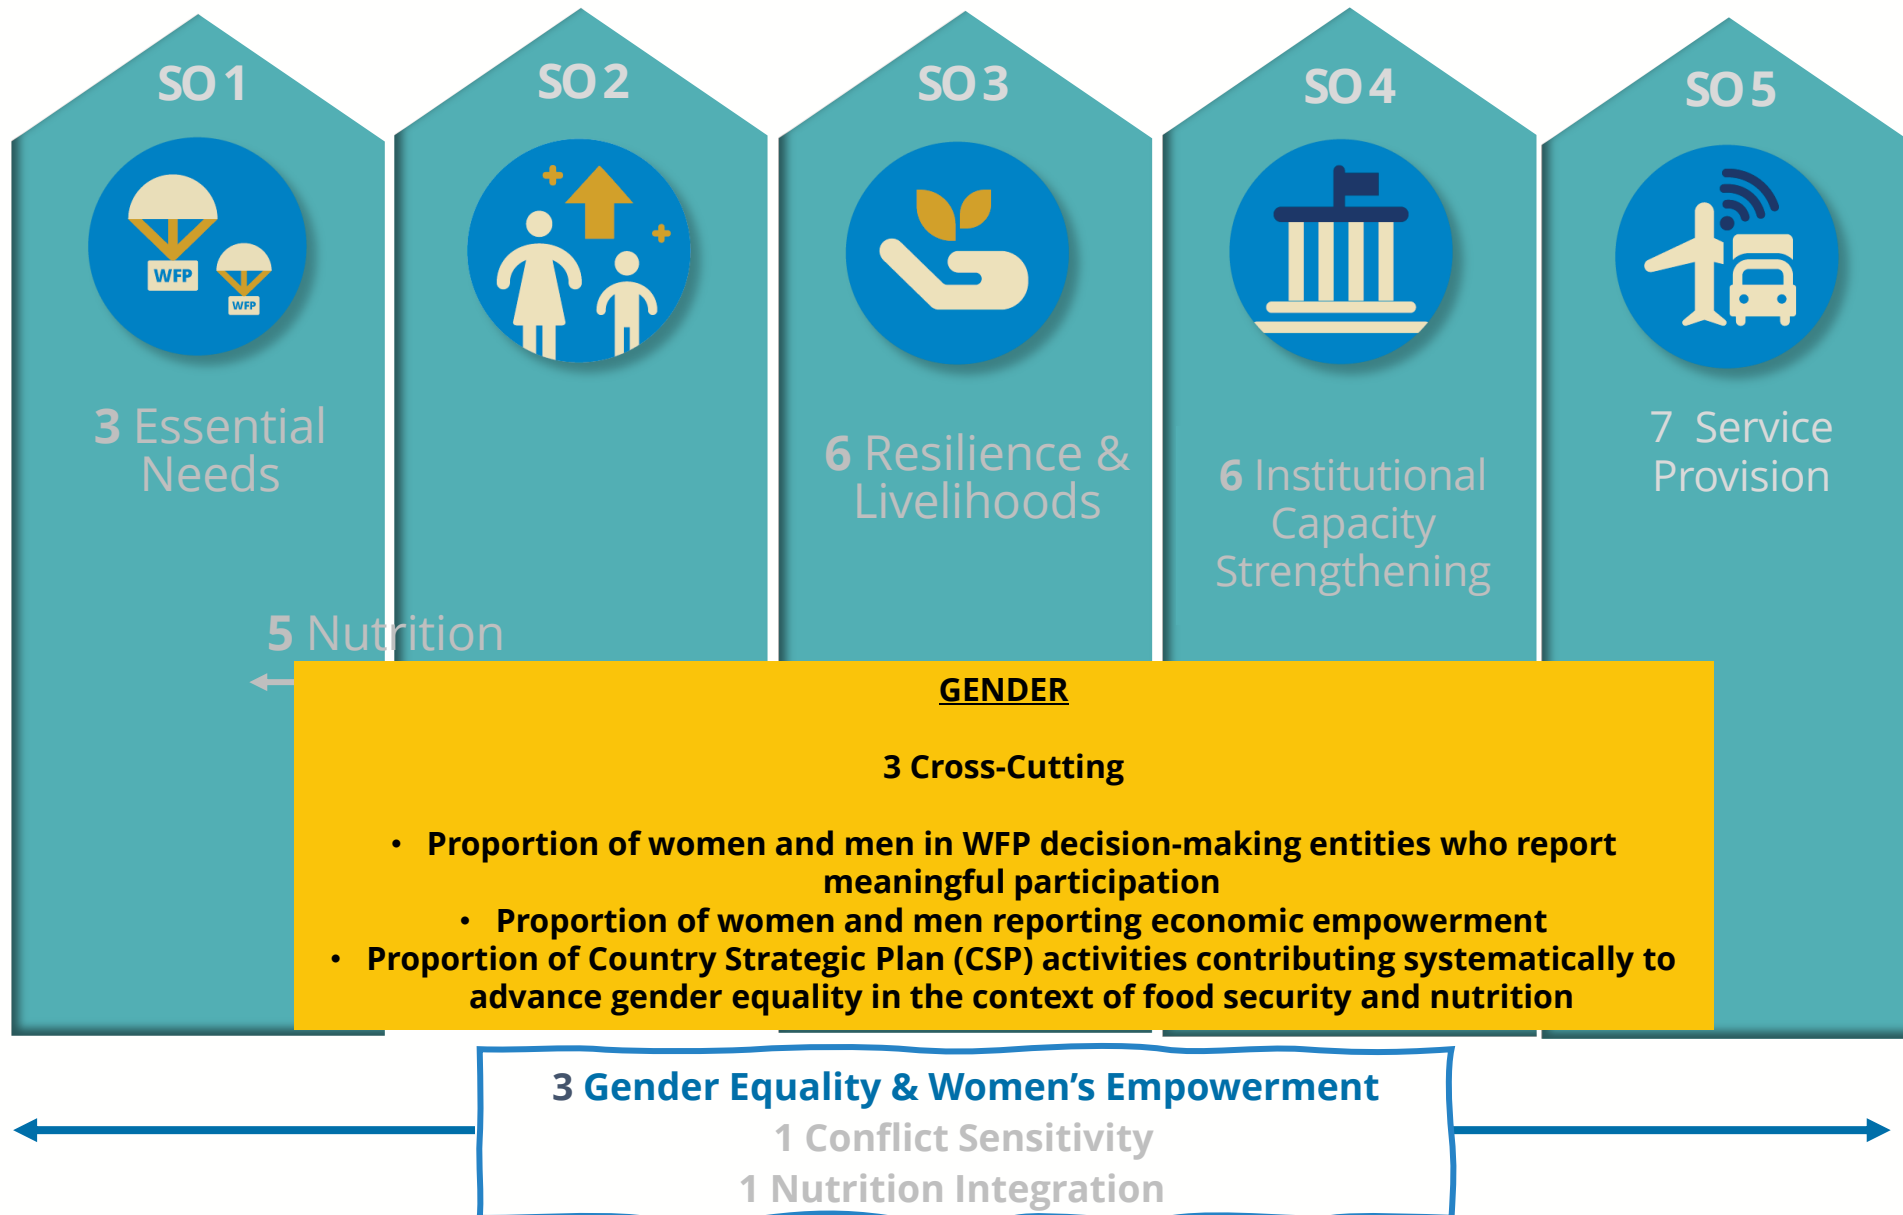 SO 1
SO 2
SO 3
SO 4
SO 5
WFP
WFP
3 Essential
Needs
6 Resilience &
Livelihoods
6 Institutional
Capacity
Strengthening
7 Service
Provision
5 Nutrition
GENDER
3 Cross-Cutting
• Proportion of women and men in WFP decision-making entities who report
meaningful participation
• Proportion of women and men reporting economic empowerment
• Proportion of Country Strategic Plan (CSP) activities contributing systematically to
advance gender equality in the context of food security and nutrition
3 Gender Equality & Women’s Empowerment
1 Conflict Sensitivity
1 Nutrition Integration